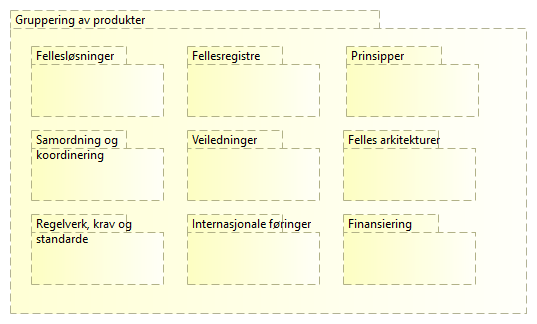 Gruppering av produkter
Fellesløsninger
Fellesregistre
Prinsipper
Samordning og
koordinering
Veiledninger
Felles arkitekturer
Regelverk, krav og
standarde
Internasjonale føringer
Finansiering